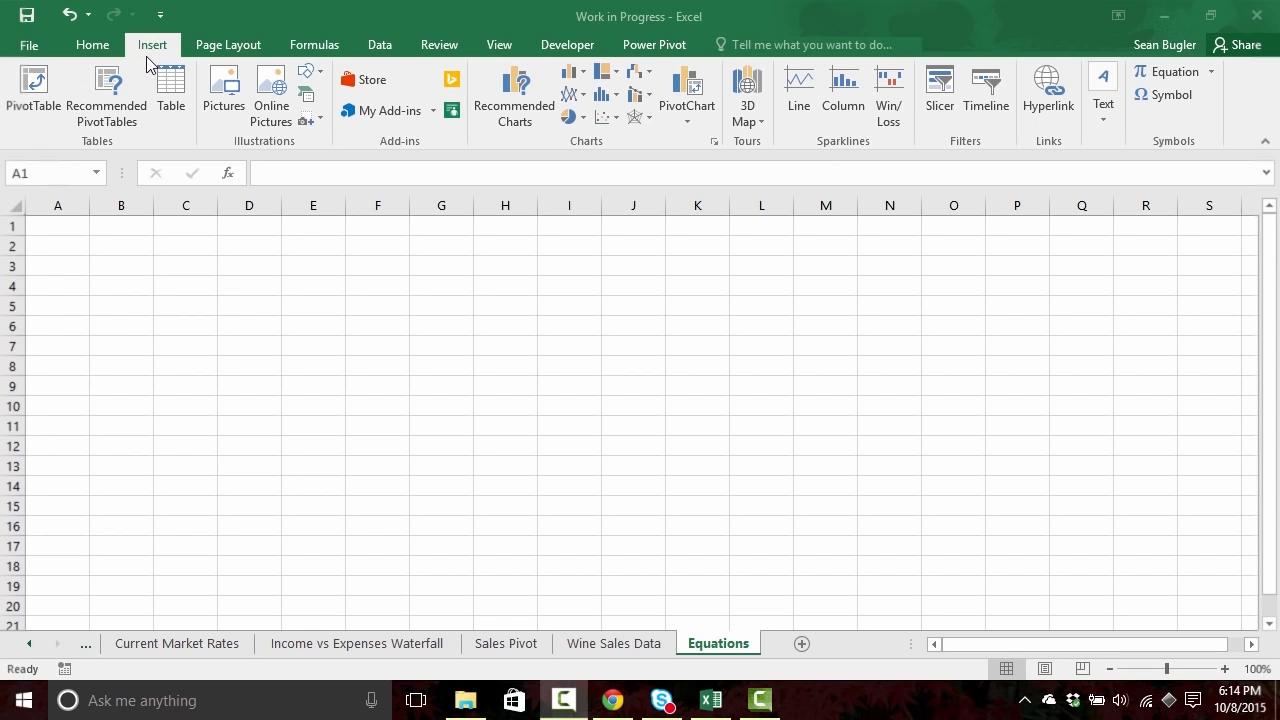 Work in Progress - Excel
File Home Insert Page Layout Formulas Data Review View Developer Power Pivot Tell me what you want to do... Sean Bugler Share
PivotTable Recommended PivotTables Table Pictures Online Pictures Store My Add-ins Recommended Charts PivotChart 3D Map Line Column Win/Loss Slicer Timeline Hyperlink Text π Equation Ω Symbol
Tables Illustrations Add-ins Charts Tours Sparklines Filters Links Symbols
A1 fx
A B C D E F G H I J K L M N O P Q R S
1
2
3
4
5
6
7
8
9
10
11
12
13
14
15
16
17
18
19
20
21
... Current Market Rates Income vs Expenses Waterfall Sales Pivot Wine Sales Data Equations
Ready 100%
Ask me anything 6:14 PM
10/8/2015